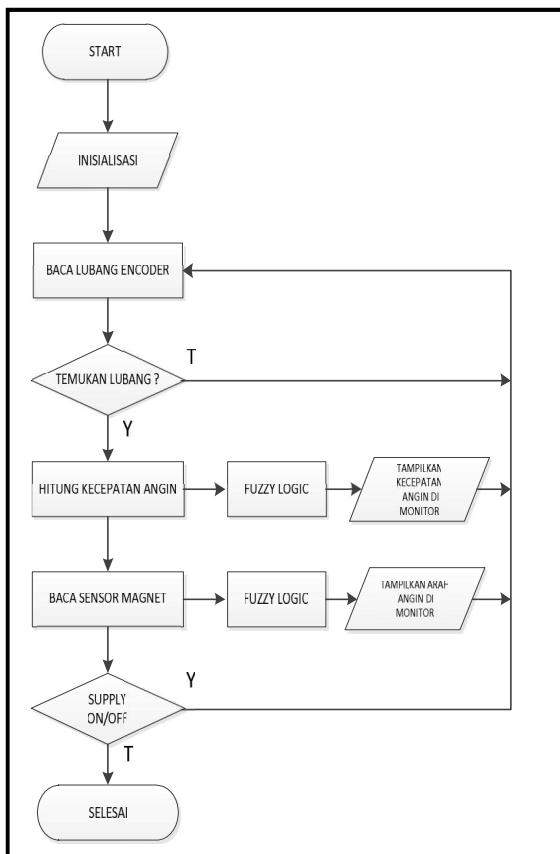 START
INISIALISASI
BACA LUBANG ENCODER
T
TEMUKAN LUBANG ?
Y
HITUNG KECEPATAN ANGIN
FUZZY LOGIC
TAMPILKAN
KECEPATAN
ANGIN DI
MONITOR
BACA SENSOR MAGNET
FUZZY LOGIC
TAMPILKAN ARAH
ANGIN DI
MONITOR
Y
SUPPLY
ON/OFF
T
SELESAI